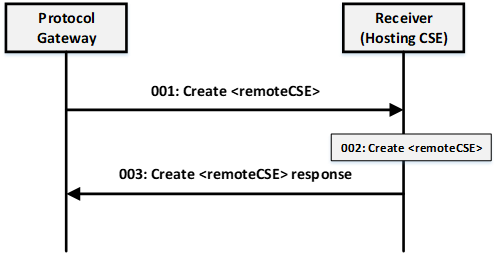 Protocol
Gateway
Receiver
(Hosting CSE)
001: Create <remoteCSE>
002: Create <remoteCSE>
003: Create <remoteCSE> response